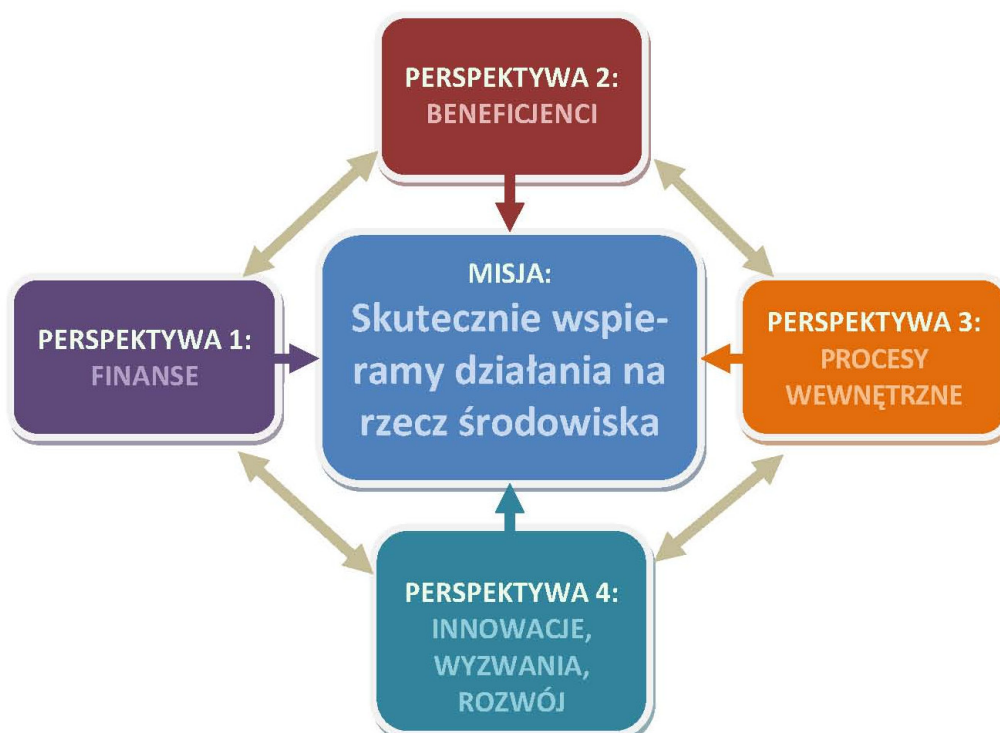 PERSPEKTYWA 2:
BENEFICJENCI
MISJA:
Skutecznie wspie-
ramy działania na
rzecz środowiska
PERSPEKTYWA 1:
FINANSE
PERSPEKTYWA 3:
PROCESY
WEWNĘTRZNE
PERSPEKTYWA 4:
INNOWACJE,
WYZWANIA,
ROZWÓJ